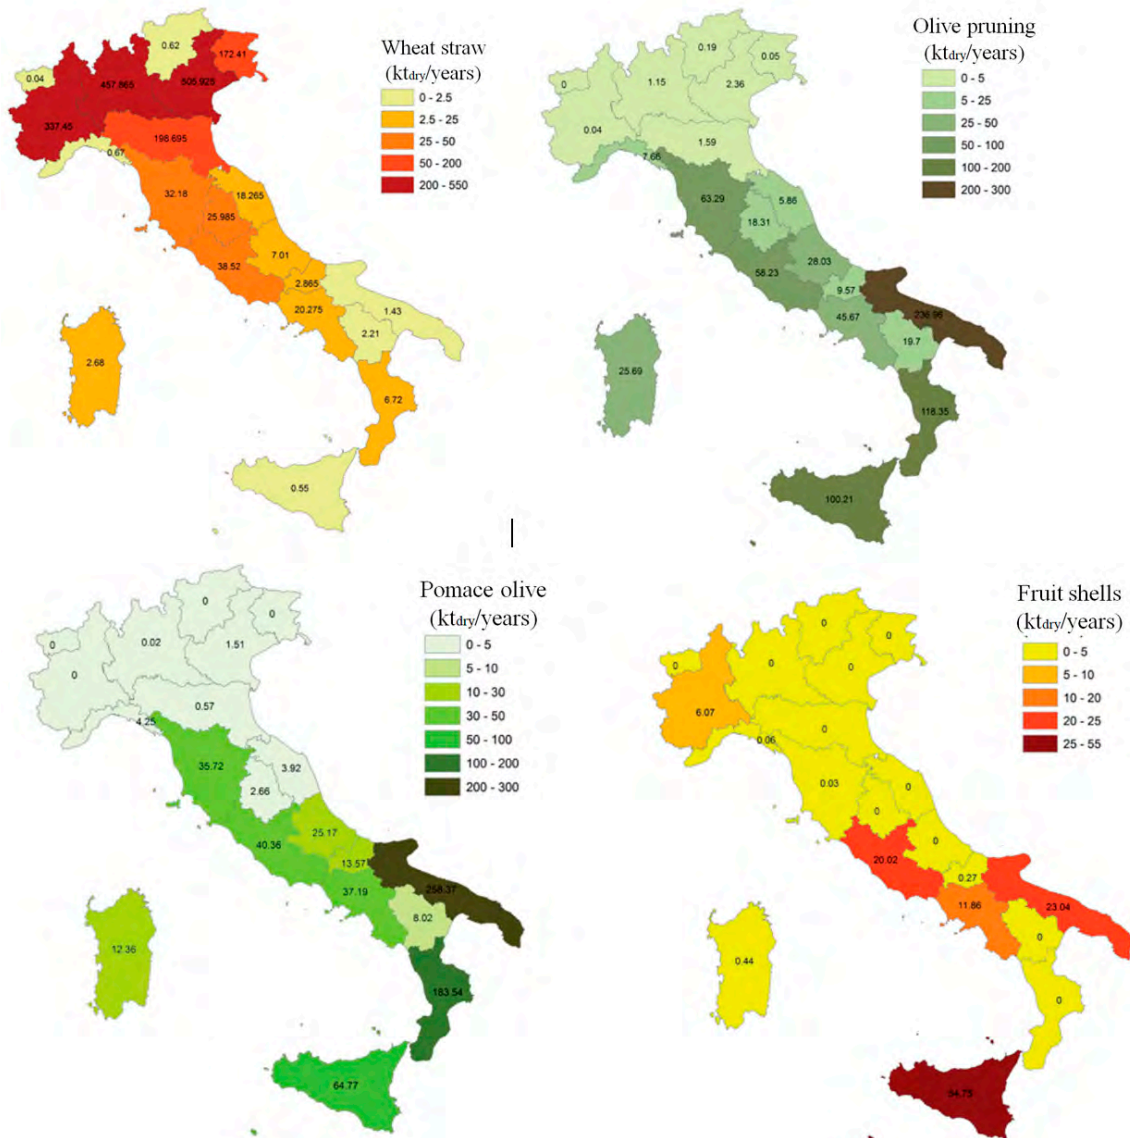 Wheat straw
(ktdry/years)
0 - 2.5
2.5 - 25
25 - 50
50 - 200
200 - 550
0.62
172.41
0.04
457.865
505.925
337.45
198.695
0.67
32.18
18.265
25.985
7.01
38.52
2.865
20.275
1.43
2.21
2.68
6.72
0.55
Olive pruning
(ktdry/years)
0 - 5
5 - 25
25 - 50
50 - 100
100 - 200
200 - 300
0.19
0.05
0
1.15
2.36
0.04
1.59
7.66
63.29
5.86
18.31
28.03
58.23
9.57
45.67
236.96
19.7
25.69
116.35
100.21
Pomace olive
(ktdry/years)
0 - 5
5 - 10
10 - 30
30 - 50
50 - 100
100 - 200
200 - 300
0
0
0
0.02
1.51
0
0.57
4.25
35.72
3.92
2.66
25.17
40.36
13.57
37.19
258.37
8.02
12.36
183.54
64.77
Fruit shells
(ktdry/years)
0 - 5
5 - 10
10 - 20
20 - 25
25 - 55
0
0
0
0
0
6.07
0
0.06
0.03
0
0
0
20.02
0.27
11.86
23.04
0
0.44
0
54.75